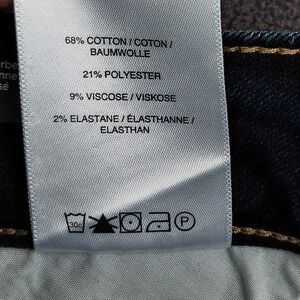 68% COTTON / COTON /
BAUMWOLLE
21% POLYESTER
9% VISCOSE / VISKOSE
2% ELASTANE / ÉLASTHANNE /
ELASTHAN
30°
P